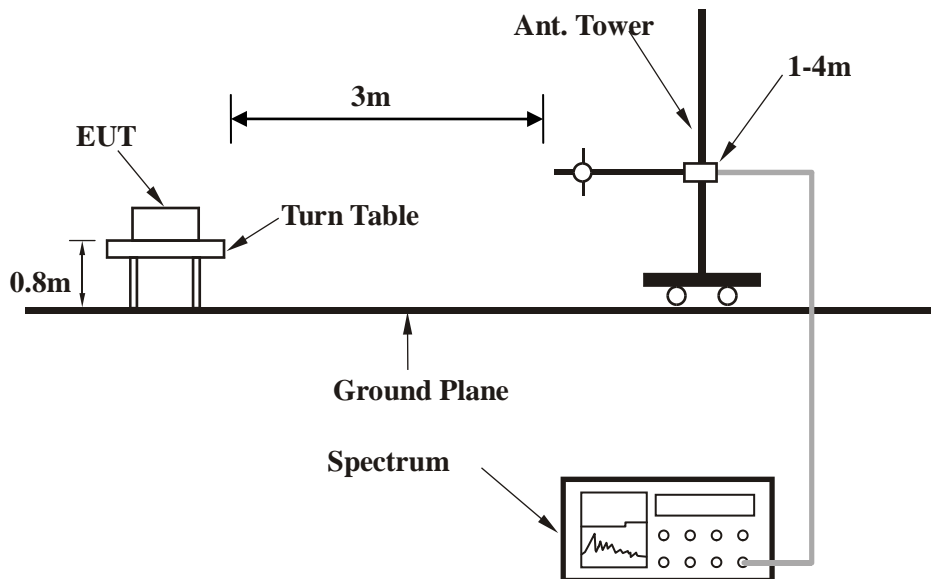 Ant. Tower
1-4m
3m
EUT
Turn Table
0.8m
Ground Plane
Spectrum